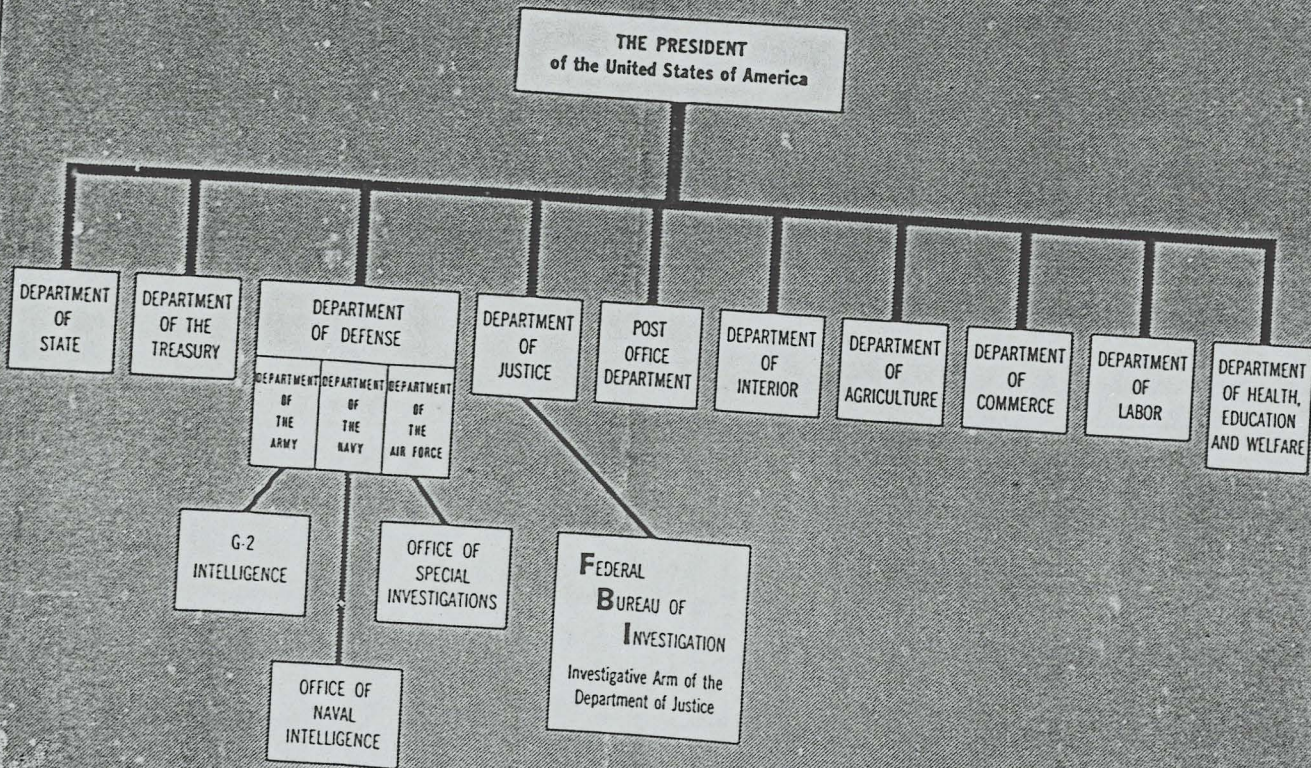 THE PRESIDENT
of the United States of America
DEPARTMENT
OF
STATE
DEPARTMENT
OF THE
TREASURY
DEPARTMENT
OF DEFENSE
DEPARTMENT
OF
THE
ARMY
DEPARTMENT
OF
THE
NAVY
DEPARTMENT
OF
THE
AIR FORCE
DEPARTMENT
OF
JUSTICE
POST
OFFICE
DEPARTMENT
DEPARTMENT
OF
INTERIOR
DEPARTMENT
OF
AGRICULTURE
DEPARTMENT
OF
COMMERCE
DEPARTMENT
OF
LABOR
DEPARTMENT
OF HEALTH,
EDUCATION
AND WELFARE
G-2
INTELLIGENCE
OFFICE OF
NAVAL
INTELLIGENCE
OFFICE OF
SPECIAL
INVESTIGATIONS
FEDERAL
BUREAU OF
INVESTIGATION
Investigative Arm of the
Department of Justice